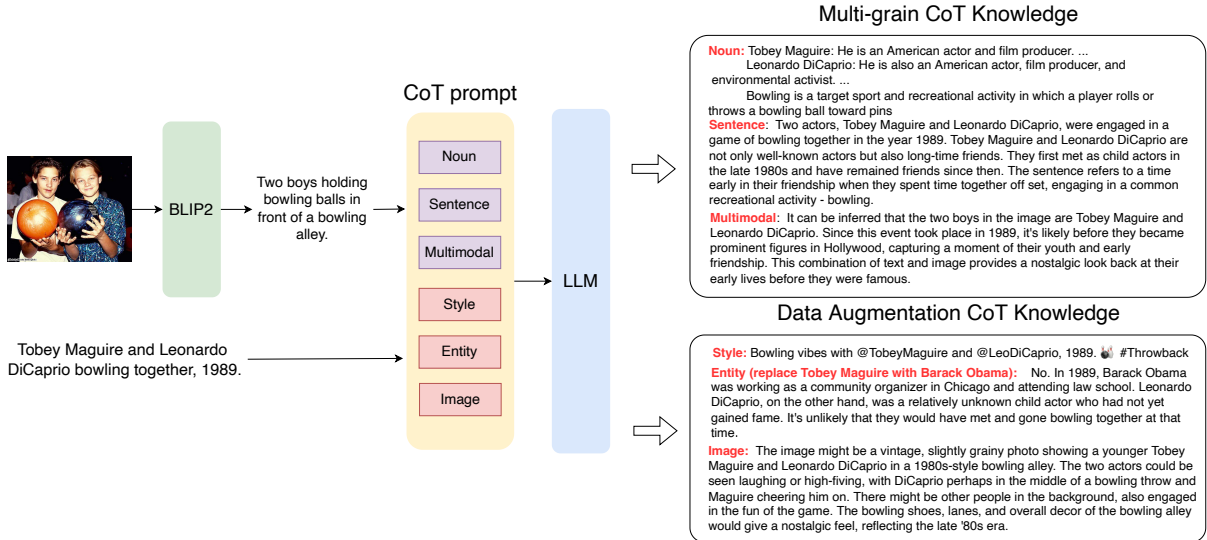 Multi-grain CoT Knowledge
Noun: Tobey Maguire: He is an American actor and film producer. ...
Leonardo DiCaprio: He is also an American actor, film producer, and
environmental activist. ...
Bowling is a target sport and recreational activity in which a player rolls or
throws a bowling ball toward pins
Sentence: Two actors, Tobey Maguire and Leonardo DiCaprio, were engaged in a
game of bowling together in the year 1989. Tobey Maguire and Leonardo DiCaprio are
not only well-known actors but also long-time friends. They first met as child actors in
the late 1980s and have remained friends since then. The sentence refers to a time
early in their friendship when they spent time together off set, engaging in a common
recreational activity - bowling.
Multimodal: It can be inferred that the two boys in the image are Tobey Maguire and
Leonardo DiCaprio. Since this event took place in 1989, it's likely before they became
prominent figures in Hollywood, capturing a moment of their youth and early
friendship. This combination of text and image provides a nostalgic look back at their
early lives before they were famous.
CoT prompt
Noun
Sentence
Multimodal
Style
Entity
Image
BLIP2
Two boys holding
bowling balls in
front of a bowling
alley.
LLM
Tobey Maguire and Leonardo
DiCaprio bowling together, 1989.
Data Augmentation CoT Knowledge
Style: Bowling vibes with @TobeyMaguire and @LeoDiCaprio, 1989. 🎳 #Throwback
Entity (replace Tobey Maguire with Barack Obama): No. In 1989, Barack Obama
was working as a community organizer in Chicago and attending law school. Leonardo
DiCaprio, on the other hand, was a relatively unknown child actor who had not yet
gained fame. It's unlikely that they would have met and gone bowling together at that
time.
Image: The image might be a vintage, slightly grainy photo showing a younger Tobey
Maguire and Leonardo DiCaprio in a 1980s-style bowling alley. The two actors could be
seen laughing or high-fiving, with DiCaprio perhaps in the middle of a bowling throw and
Maguire cheering him on. There might be other people in the background, also engaged
in the fun of the game. The bowling shoes, lanes, and overall decor of the bowling alley
would give a nostalgic feel, reflecting the late '80s era.